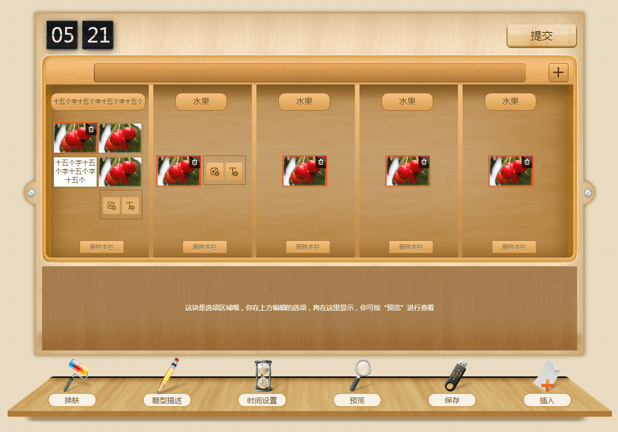 05 21
提交
十五个字十五个字十五个字十五个
水果
水果
水果
水果
十五个字十五
个字十五个字
十五个
删除本栏
删除本栏
删除本栏
删除本栏
删除本栏
这块是选项区域哦，你在上方编辑的选项，将在这里显示，你可按“预览”进行查看
换肤
题型描述
时间设置
预览
保存
插入